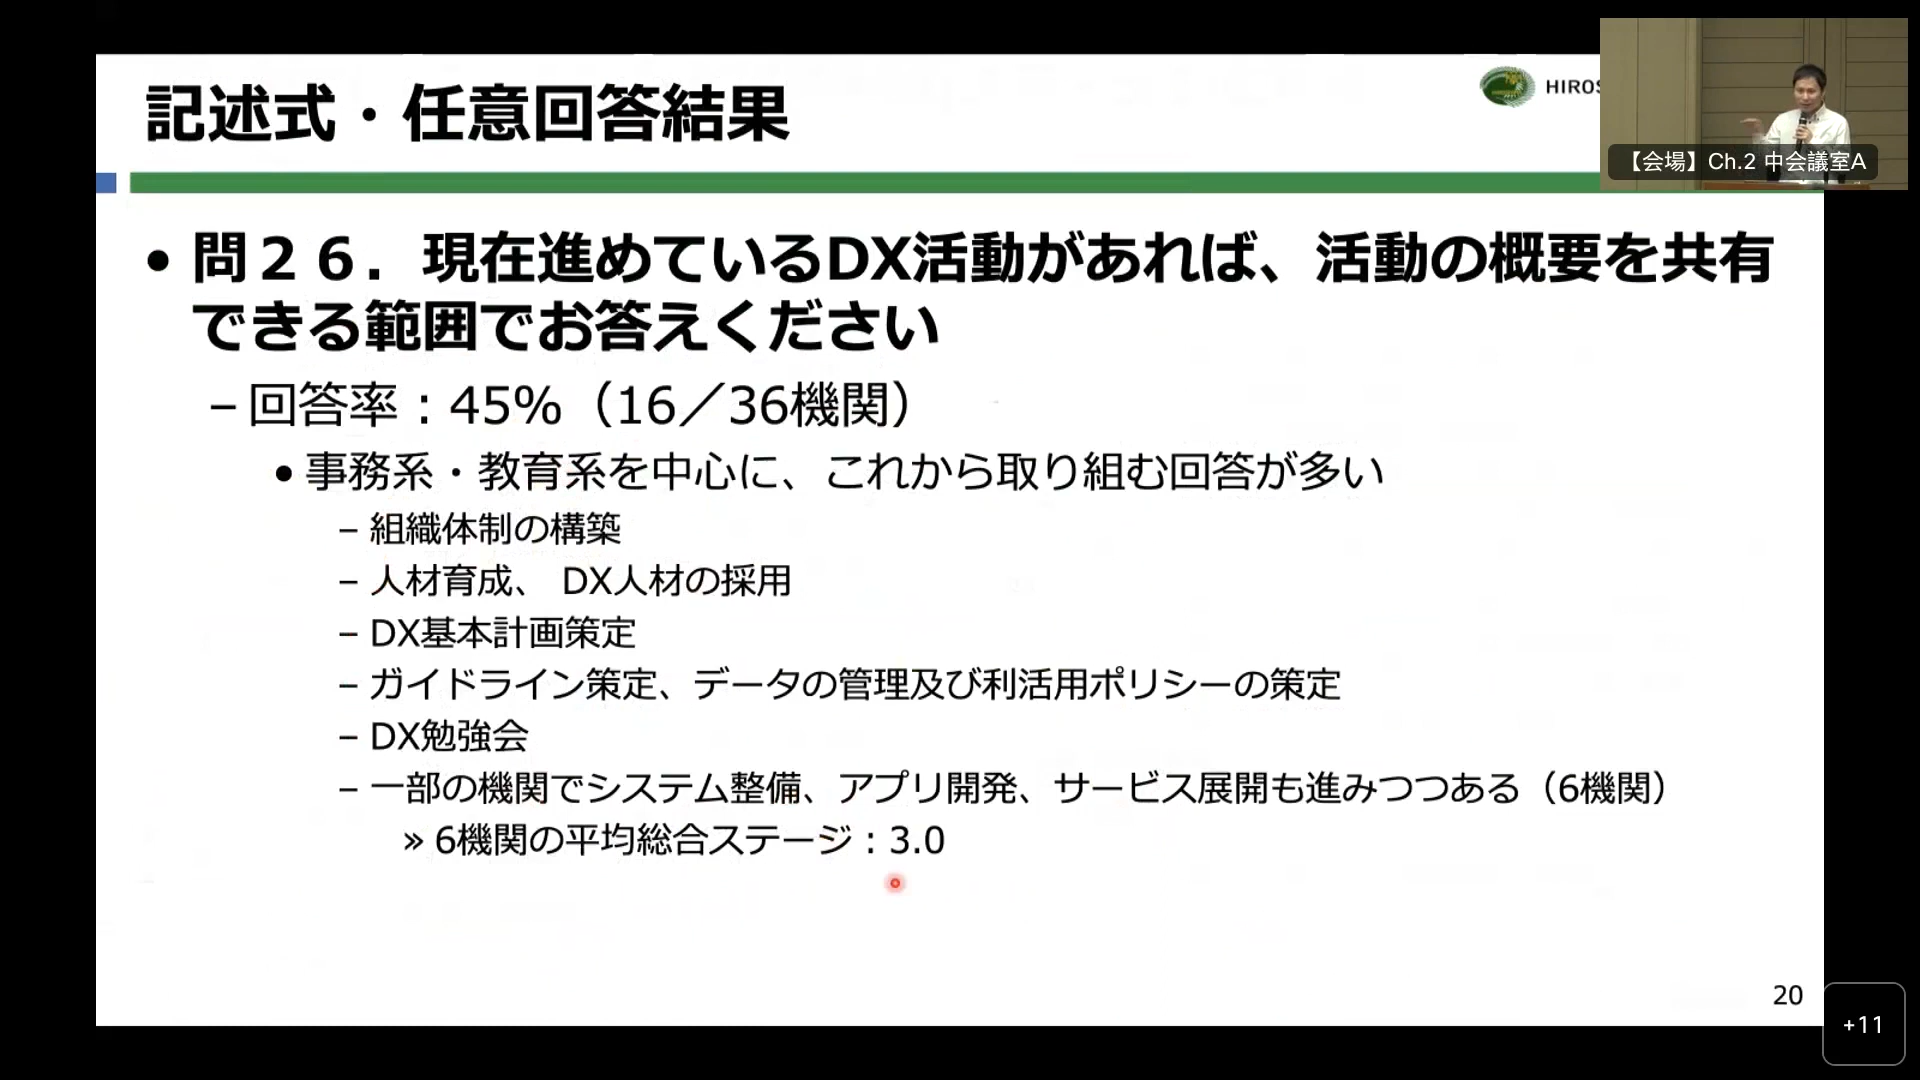 記述式・任意回答結果
HIROS
【会場】Ch.2 中会議室A
• 問２６．現在進めているDX活動があれば、活動の概要を共有
できる範囲でお答えください
– 回答率：45%（16／36機関）
• 事務系・教育系を中心に、これから取り組む回答が多い
– 組織体制の構築
– 人材育成、 DX人材の採用
– DX基本計画策定
– ガイドライン策定、データの管理及び利活用ポリシーの策定
– DX勉強会
– 一部の機関でシステム整備、アプリ開発、サービス展開も進みつつある（6機関）
» 6機関の平均総合ステージ：3.0
20
+11